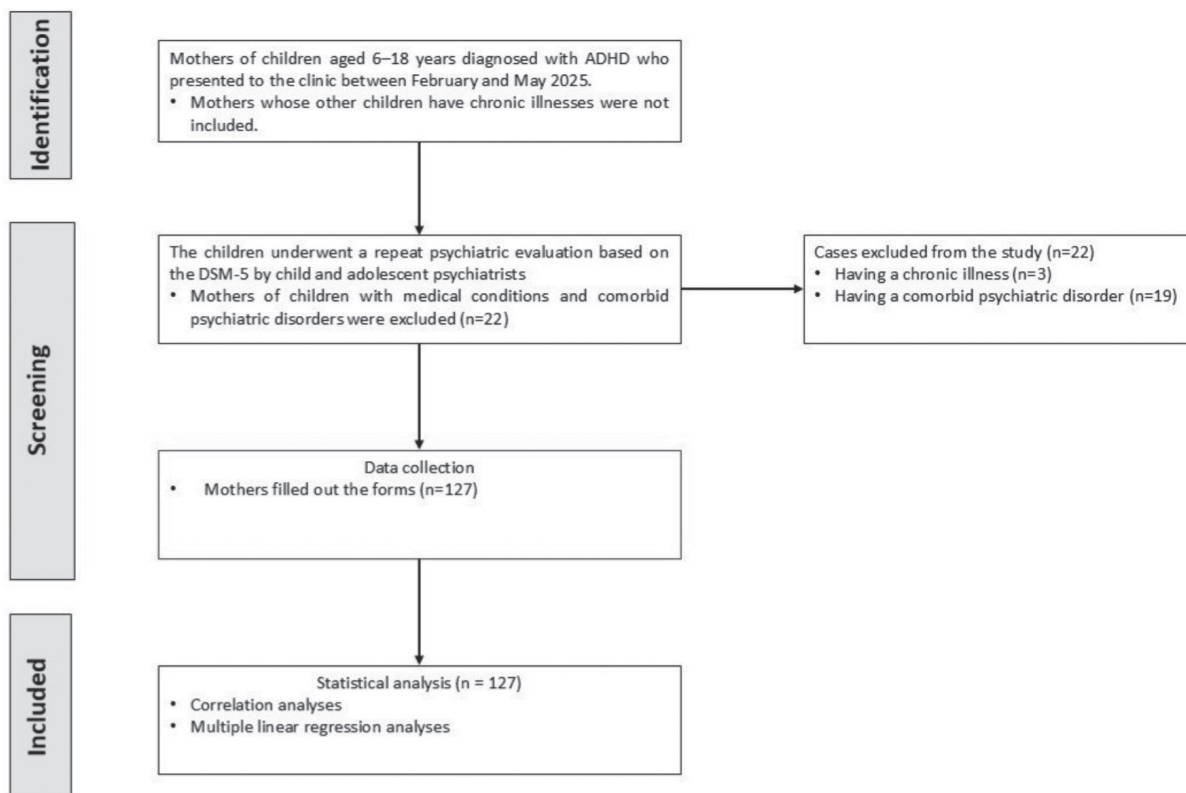 Identification
Mothers of children aged 6–18 years diagnosed with ADHD who
presented to the clinic between February and May 2025.
• Mothers whose other children have chronic illnesses were not
included.
Screening
The children underwent a repeat psychiatric evaluation based on
the DSM-5 by child and adolescent psychiatrists
• Mothers of children with medical conditions and comorbid
psychiatric disorders were excluded (n=22)
Cases excluded from the study (n=22)
• Having a chronic illness (n=3)
• Having a comorbid psychiatric disorder (n=19)
Data collection
• Mothers filled out the forms (n=127)
Included
Statistical analysis (n = 127)
• Correlation analyses
• Multiple linear regression analyses